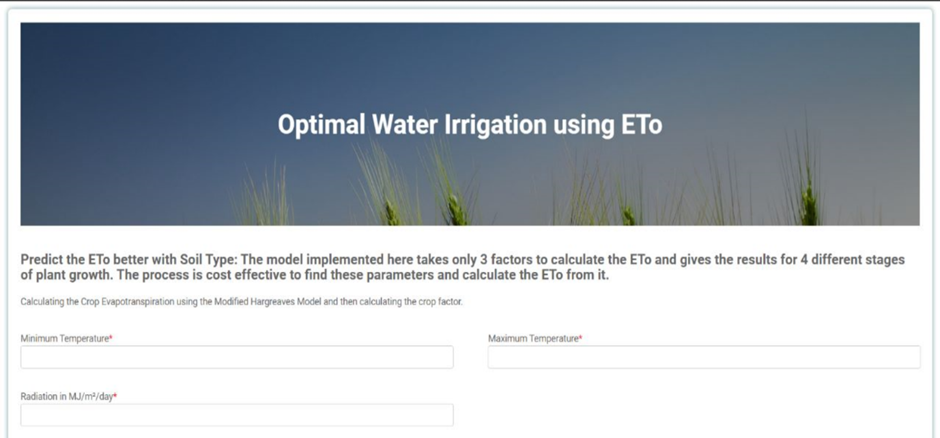 Optimal Water Irrigation using ETo
Predict the ETo better with Soil Type: The model implemented here takes only 3 factors to calculate the ETo and gives the results for 4 different stages
of plant growth. The process is cost effective to find these parameters and calculate the ETo from it.
Calculating the Crop Evapotranspiration using the Modified Hargreaves Model and then calculating the crop factor.
Minimum Temperature* Maximum Temperature*
Radiation in MJ/m²/day*